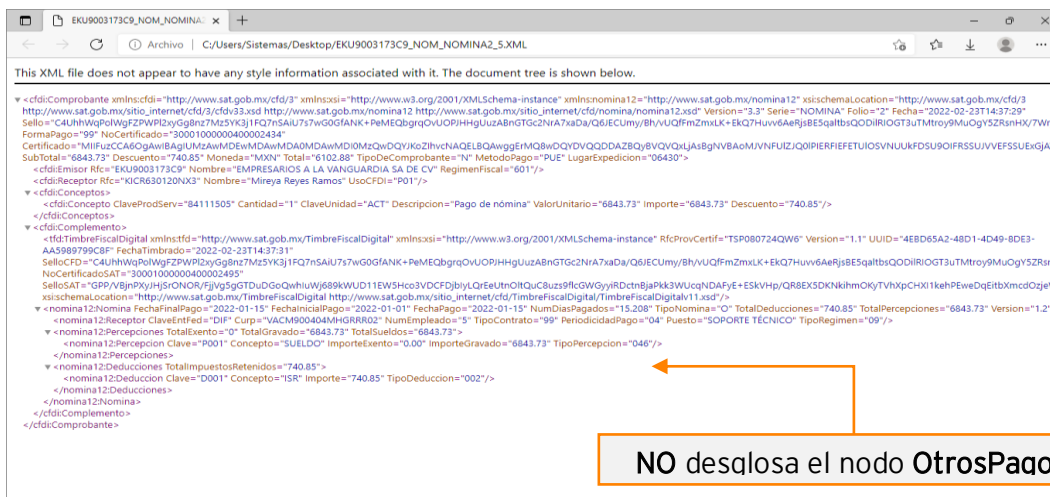 EKU9003173C9_NOM_NOMINA2
Archivo | C:/Users/Sistemas/Desktop/EKU9003173C9_NOM_NOMINA2_5.XML
This XML file does not appear to have any style information associated with it. The document tree is shown below.
<cfdi:Comprobante xmlns:cfdi="http://www.sat.gob.mx/cfd/3" xmlns:xsi="http://www.w3.org/2001/XMLSchema-instance" xmlns:nomina12="http://www.sat.gob.mx/nomina12" xsi:schemaLocation="http://www.sat.gob.mx/cfd/3
http://www.sat.gob.mx/sitio_internet/cfd/3/cfdv33.xsd http://www.sat.gob.mx/nomina12 http://www.sat.gob.mx/sitio_internet/cfd/nomina/nomina12.xsd" Version="3.3" Serie="NOMINA" Folio="2" Fecha="2022-02-23T14:37:29"
FormaPago="99" NoCertificado="30001000000400002434"
SubTotal="6843.73" Descuento="740.85" Moneda="MXN" Total="6102.88" TipoDeComprobante="N" MetodoPago="PUE" LugarExpedicion="06430">
<cfdi:Emisor Rfc="EKU9003173C9" Nombre="EMPRESARIOS A LA VANGUARDIA SA DE CV" RegimenFiscal="601"/>
<cfdi:Receptor Rfc="KICR630120NX3" Nombre="Mireya Reyes Ramos" UsoCFDI="P01"/>
<cfdi:Conceptos>
<cfdi:Concepto ClaveProdServ="84111505" Cantidad="1" ClaveUnidad="ACT" Descripcion="Pago de nómina" ValorUnitario="6843.73" Importe="6843.73" Descuento="740.85"/>
</cfdi:Conceptos>
<cfdi:Complemento>
<tfd:TimbreFiscalDigital xmlns:tfd="http://www.sat.gob.mx/TimbreFiscalDigital" xmlns:xsi="http://www.w3.org/2001/XMLSchema-instance" RfcProvCertif="TSP080724QW6" Version="1.1" UUID="4EBD65A2-48D1-4D49-8DE3-
AA5989799C8F" FechaTimbrado="2022-02-23T14:37:31"
NoCertificadoSAT="30001000000400002495"
xsi:schemaLocation="http://www.sat.gob.mx/TimbreFiscalDigital http://www.sat.gob.mx/sitio_internet/cfd/TimbreFiscalDigital/TimbreFiscalDigitalv11.xsd"/>
<nomina12:Nomina FechaFinalPago="2022-01-15" FechaInicialPago="2022-01-01" FechaPago="2022-01-15" NumDiasPagados="15.208" TipoNomina="O" TotalDeducciones="740.85" TotalPercepciones="6843.73" Version="1.2">
<nomina12:Receptor ClaveEntFed="DIF" Curp="VACM900404MHGRRR02" NumEmpleado="5" TipoContrato="99" PeriodicidadPago="04" Puesto="SOPORTE TÉCNICO" TipoRegimen="09"/>
<nomina12:Percepciones TotalExento="0" TotalGravado="6843.73" TotalSueldos="6843.73">
<nomina12:Percepcion Clave="P001" Concepto="SUELDO" ImporteExento="0.00" ImporteGravado="6843.73" TipoPercepcion="046"/>
</nomina12:Percepciones>
<nomina12:Deducciones TotalImpuestosRetenidos="740.85">
<nomina12:Deduccion Clave="D001" Concepto="ISR" Importe="740.85" TipoDeduccion="002"/>
</nomina12:Deducciones>
</nomina12:Nomina>
</cfdi:Complemento>
</cfdi:Comprobante>
NO desglosa el nodo OtrosPago